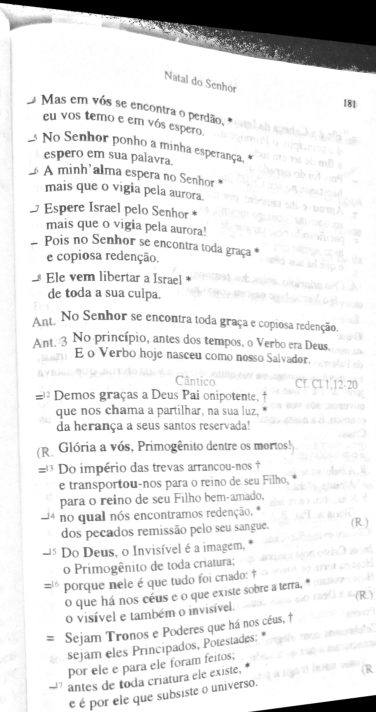 Natal do Senhor
181
–4 Mas em vós se encontra o perdão, *
eu vos temo e em vós espero.
–5 No Senhor ponho a minha esperança, *
espero em sua palavra.
–6 A minh'alma espera no Senhor *
mais que o vigia pela aurora.
–7 Espere Israel pelo Senhor *
mais que o vigia pela aurora!
– Pois no Senhor se encontra toda graça *
e copiosa redenção.
–8 Ele vem libertar a Israel *
de toda a sua culpa.
Ant. No Senhor se encontra toda graça e copiosa redenção.
Ant. 3 No princípio, antes dos tempos, o Verbo era Deus.
E o Verbo hoje nasceu como nosso Salvador.
Cântico Cf. Cl 1,12-20
=12 Demos graças a Deus Pai onipotente, †
que nos chama a partilhar, na sua luz, *
da herança a seus santos reservada!
(R. Glória a vós, Primogênito dentre os mortos!)
=13 Do império das trevas arrancou-nos †
e transportou-nos para o reino de seu Filho, *
para o reino de seu Filho bem-amado,
–14 no qual nós encontramos redenção, *
dos pecados remissão pelo seu sangue. (R.)
–15 Do Deus, o Invisível é a imagem, *
o Primogênito de toda criatura;
=16 porque nele é que tudo foi criado: †
o que há nos céus e o que existe sobre a terra, *
o visível e também o invisível. (R.)
= Sejam Tronos e Poderes que há nos céus, †
sejam eles Principados, Potestades: *
por ele e para ele foram feitos;
–17 antes de toda criatura ele existe, *
e é por ele que subsiste o universo. (R